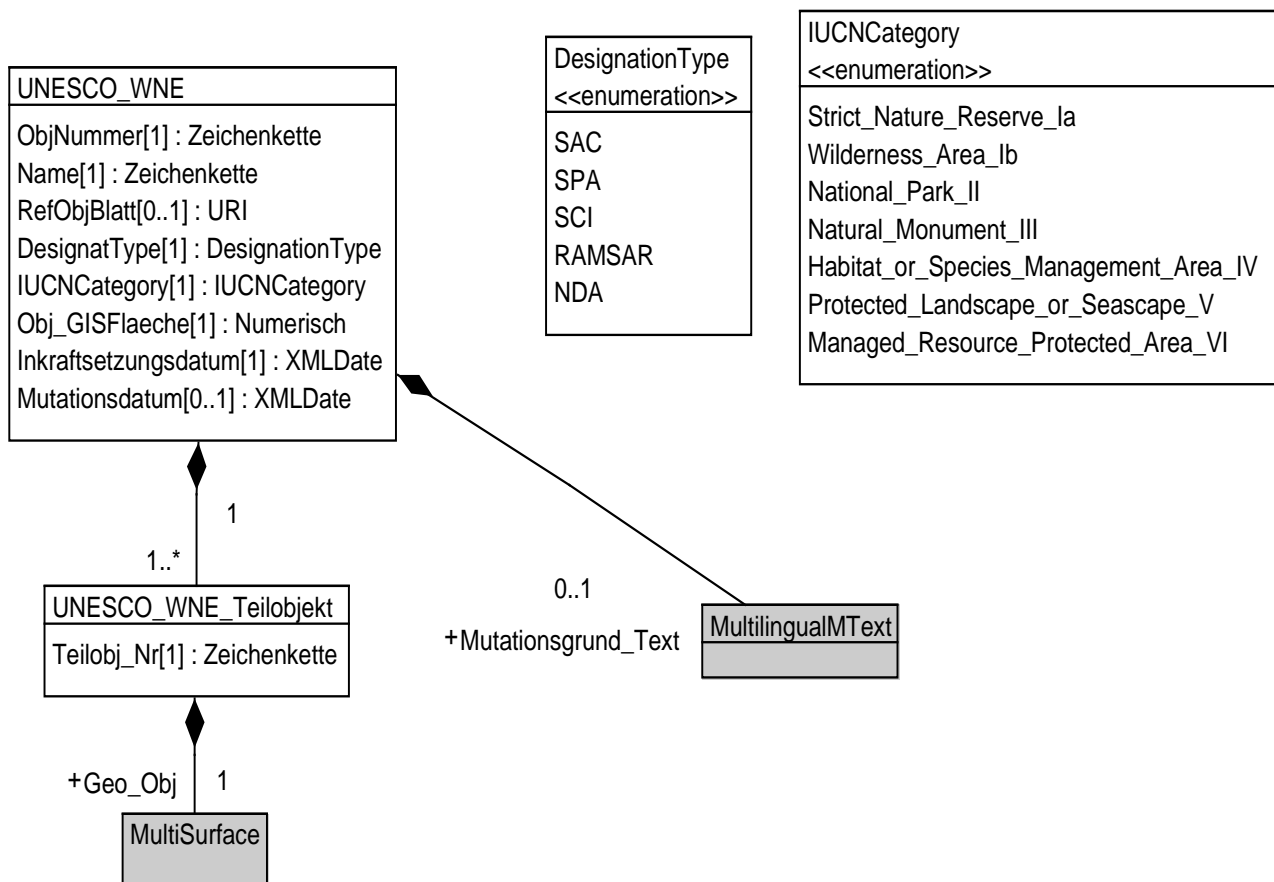 UNESCO_WNE
ObjNummer[1] : Zeichenkette
Name[1] : Zeichenkette
RefObjBlatt[0..1] : URI
DesignatType[1] : DesignationType
IUCNCategory[1] : IUCNCategory
Obj_GISFlaeche[1] : Numerisch
Inkraftsetzungsdatum[1] : XMLDate
Mutationsdatum[0..1] : XMLDate
DesignationType
<<enumeration>>
SAC
SPA
SCI
RAMSAR
NDA
IUCNCategory
<<enumeration>>
Strict_Nature_Reserve_Ia
Wilderness_Area_Ib
National_Park_II
Natural_Monument_III
Habitat_or_Species_Management_Area_IV
Protected_Landscape_or_Seascape_V
Managed_Resource_Protected_Area_VI
1
1..*
UNESCO_WNE_Teilobjekt
Teilobj_Nr[1] : Zeichenkette
0..1
+Mutationsgrund_Text
MultilingualMText
+Geo_Obj
1
MultiSurface